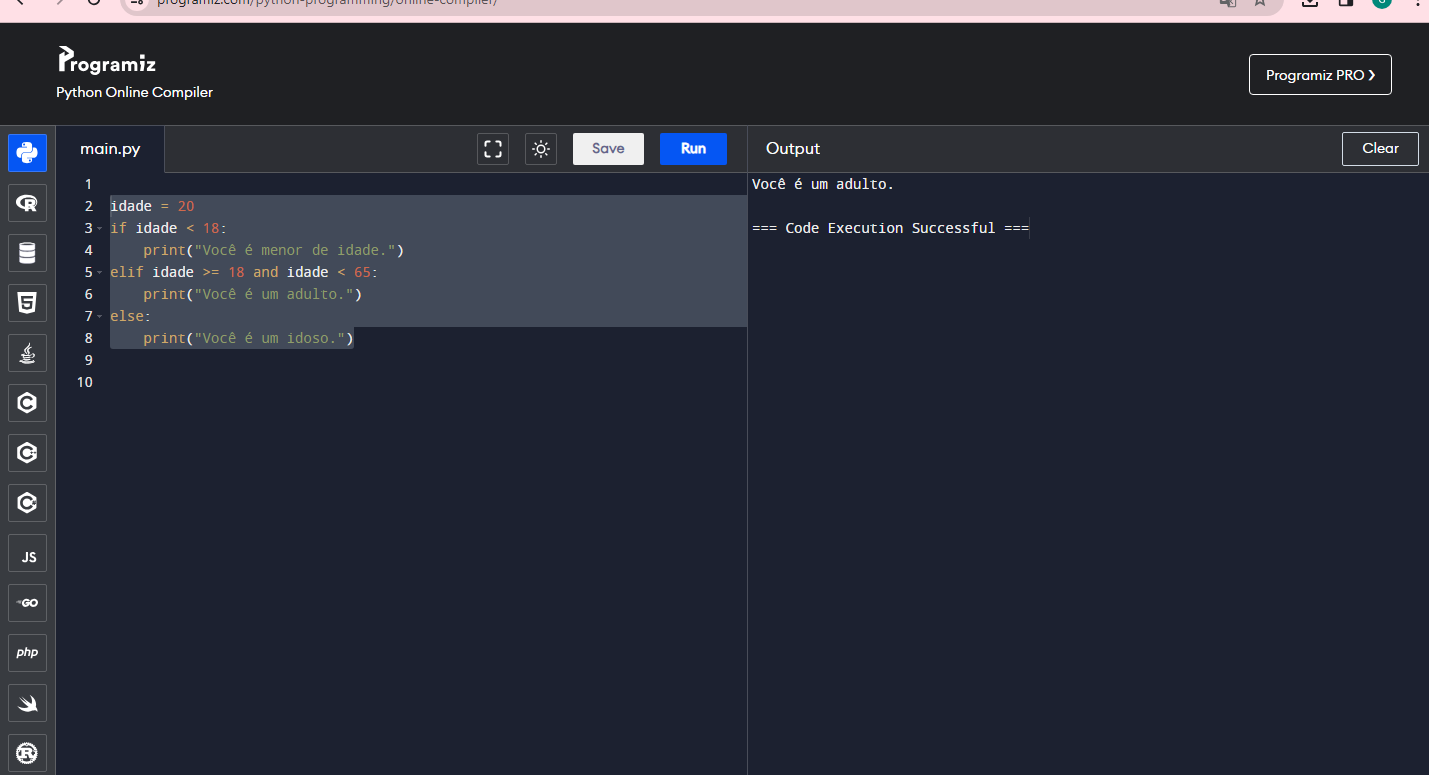 programiz.com/python-programming/online-compiler/
Programiz
Python Online Compiler
Programiz PRO ❯
main.py
Save
Run
Output
Clear
1
2 idade = 20
3 if idade < 18:
4     print("Você é menor de idade.")
5 elif idade >= 18 and idade < 65:
6     print("Você é um adulto.")
7 else:
8     print("Você é um idoso.")
9
10
Você é um adulto.
=== Code Execution Successful ===
JS
GO
php